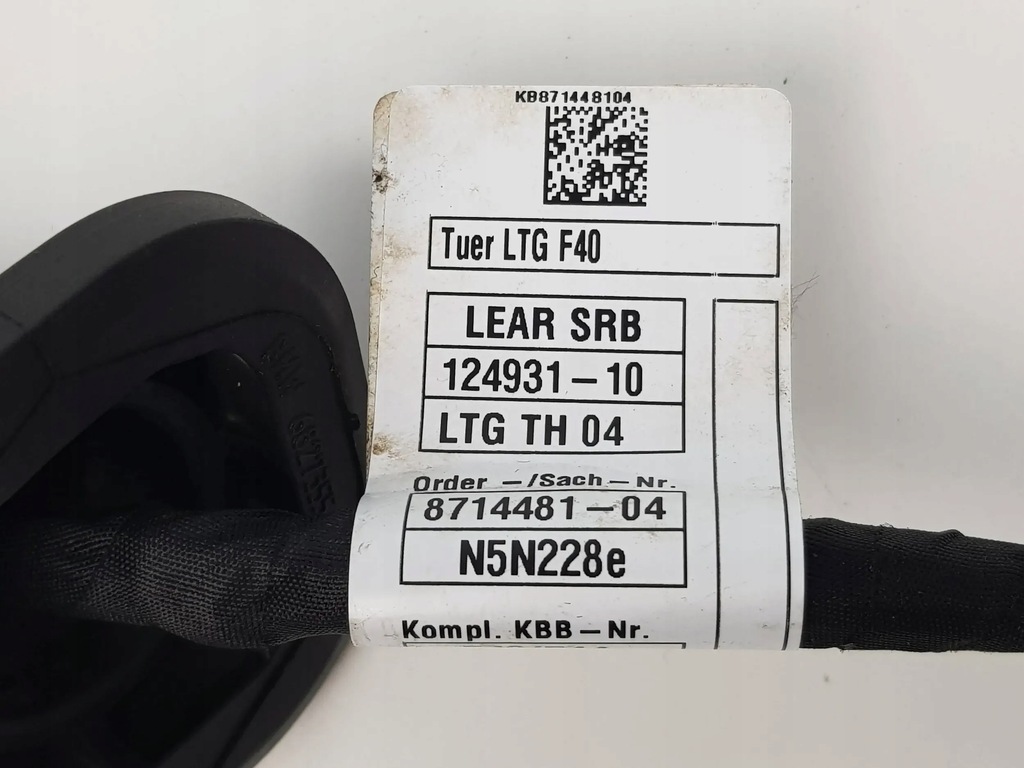 KB871448104
Tuer LTG F40
LEAR SRB
124931-10
LTG TH 04
Order -/Sach-Nr.
8714481-04
N5N228e
Kompl. KBB-Nr.